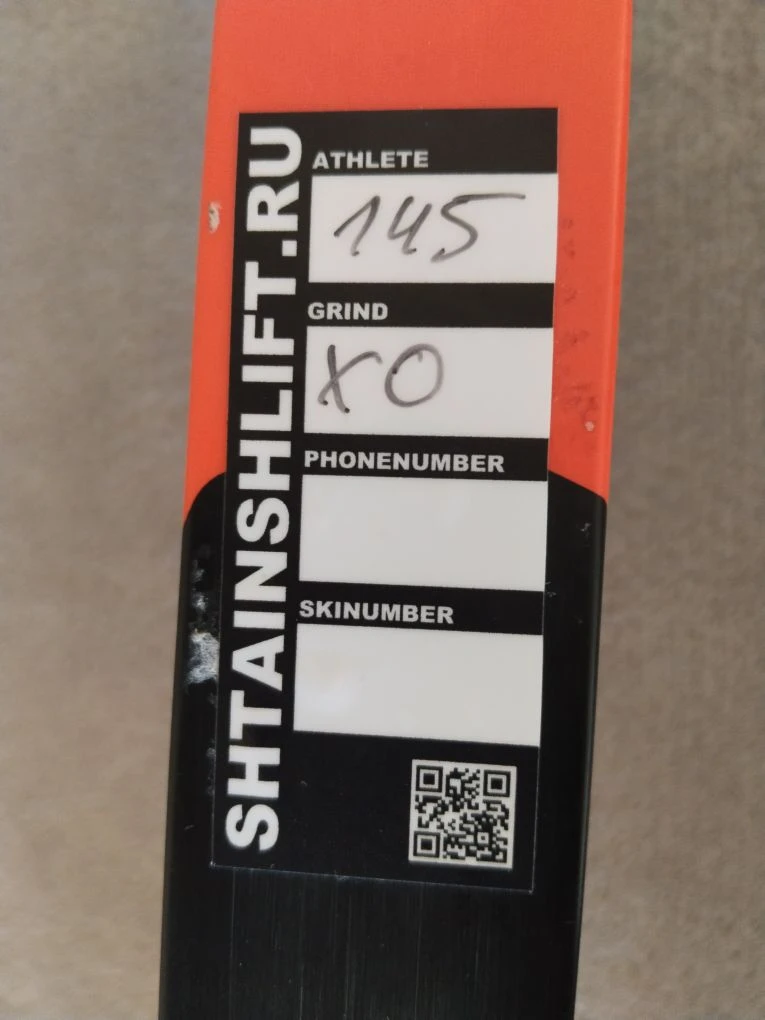 SHTAINSHLIFT.RU
ATHLETE
145
GRIND
XO
PHONENUMBER
SKINUMBER